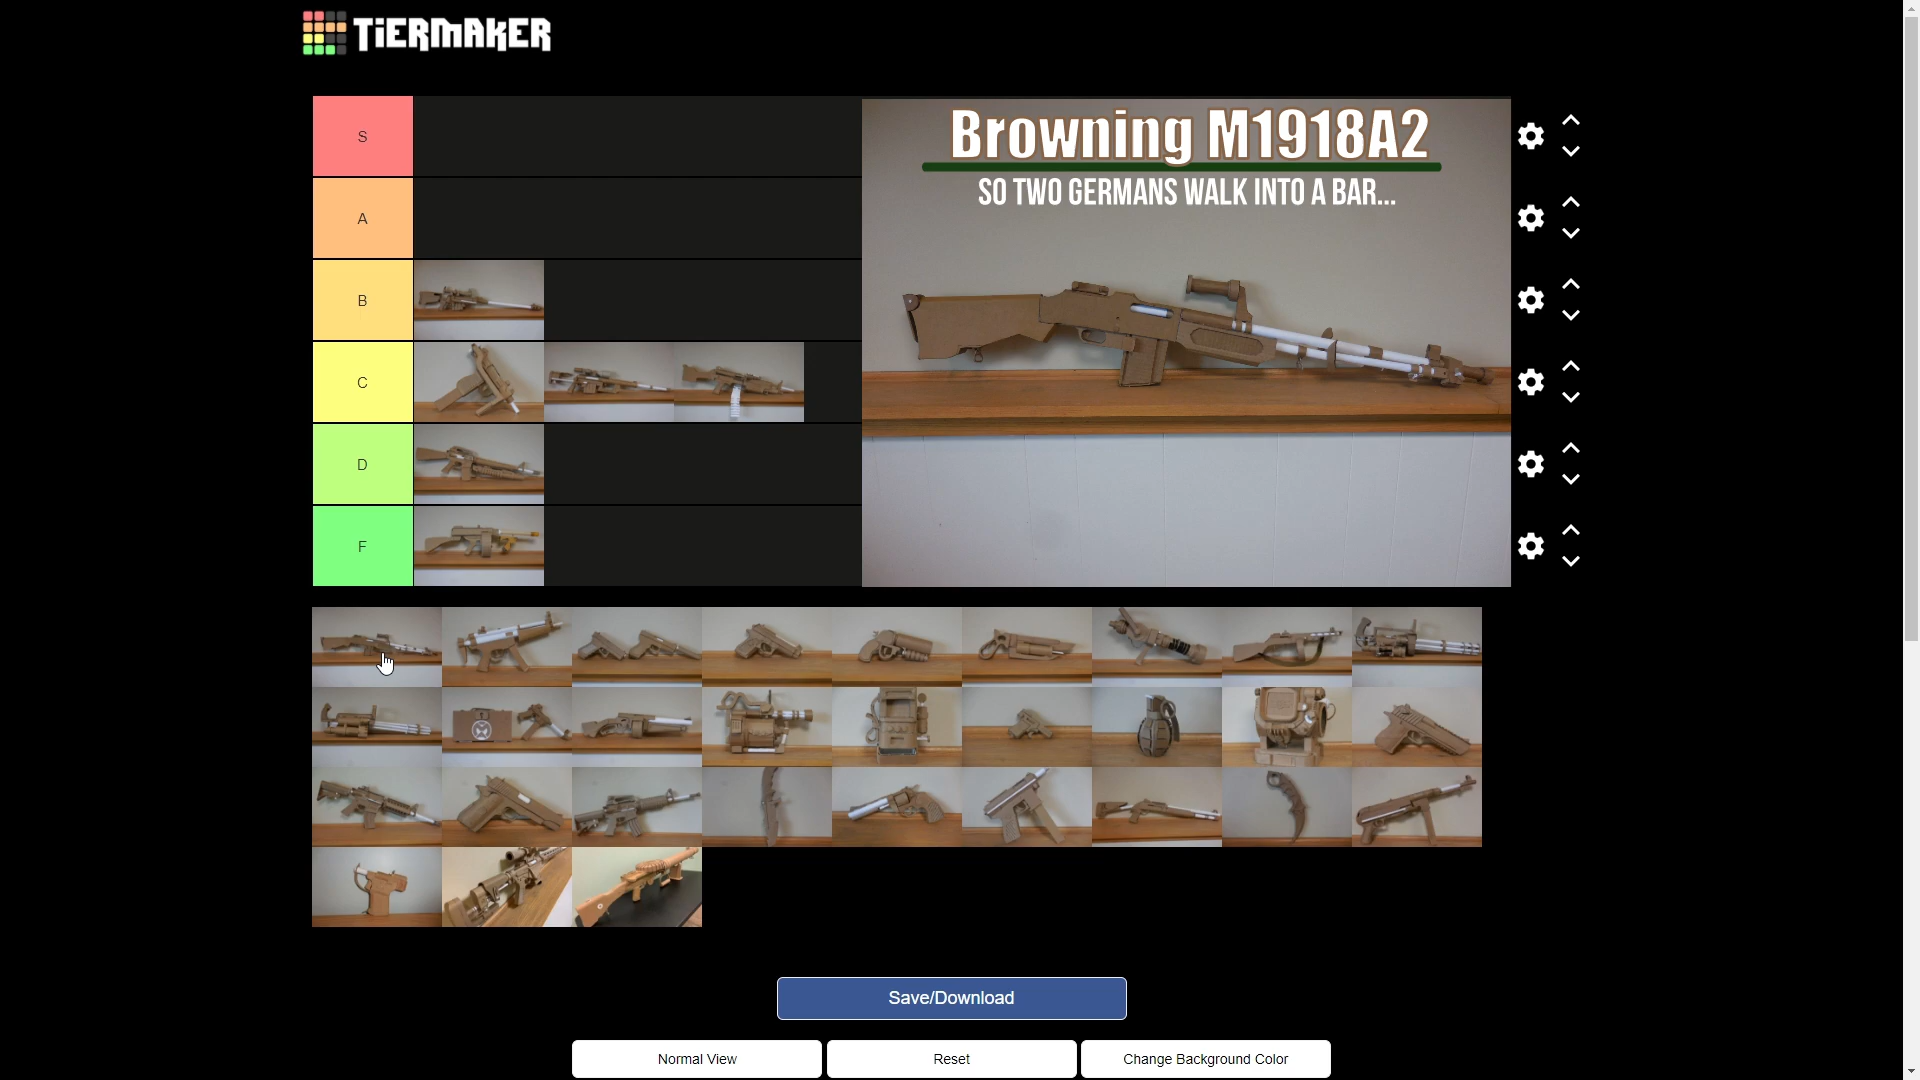 TiERMAKER
Browning M1918A2
SO TWO GERMANS WALK INTO A BAR...
S
A
B
C
D
F
Save/Download
Normal View
Reset
Change Background Color